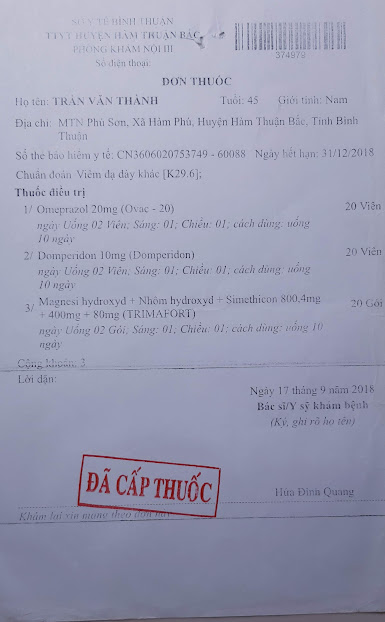 SỞ Y TẾ BÌNH THUẬN
TTYT HUYỆN HÀM THUẬN BẮC
PHÒNG KHÁM NỘI III
Số điện thoại:
374979
ĐƠN THUỐC
Họ tên: TRẦN VĂN THÀNH Tuổi: 45 Giới tính: Nam
Địa chỉ: MTN Phú Sơn, Xã Hàm Phú, Huyện Hàm Thuận Bắc, Tỉnh Bình
Thuận
Số thẻ bảo hiểm y tế: CN3606020753749 - 60088 Ngày hết hạn: 31/12/2018
Chuẩn đoán Viêm dạ dày khác [K29.6];
Thuốc điều trị
1/ Omeprazol 20mg (Ovac - 20) 20 Viên
ngày Uống 02 Viên; Sáng: 01; Chiều: 01; cách dùng: uống
10 ngày
2/ Domperidon 10mg (Domperidon) 20 Viên
ngày Uống 02 Viên; Sáng: 01; Chiều: 01; cách dùng: uống
10 ngày
3/ Magnesi hydroxyd + Nhôm hydroxyd + Simethicon 800,4mg
+ 400mg + 80mg (TRIMAFORT) 20 Gói
ngày Uống 02 Gói; Sáng: 01; Chiều: 01; cách dùng: uống 10
ngày
Cộng khoản: 3
Lời dặn:
Ngày 17 tháng 9 năm 2018
Bác sĩ/Y sỹ khám bệnh
(Ký, ghi rõ họ tên)
ĐÃ CẤP THUỐC
Hứa Đình Quang
Khám lại xin mang theo đơn này